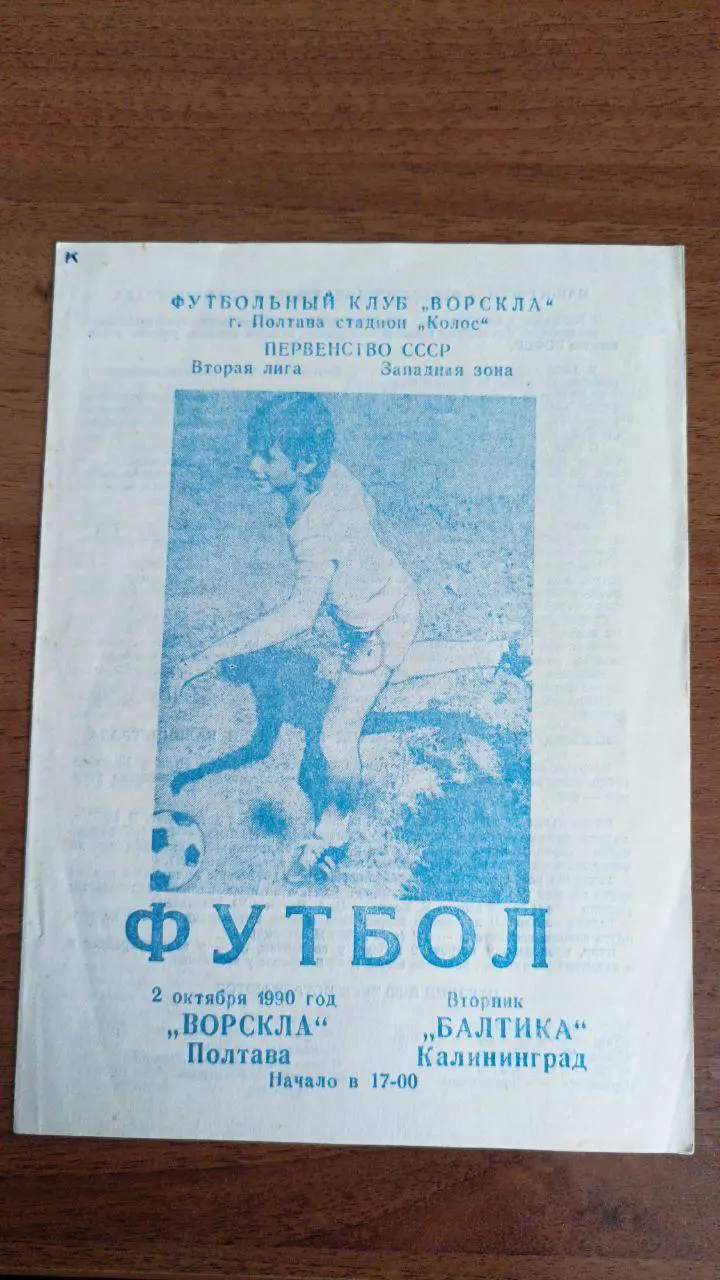 к
ФУТБОЛЬНЫЙ КЛУБ „ВОРСКЛА“
г. Полтава стадион „Колос“
ПЕРВЕНСТВО СССР
Вторая лига Западная зона
ФУТБОЛ
2 октября 1990 год Вторник
„ВОРСКЛА“ „БАЛТИКА“
Полтава Калининград
Начало в 17-00